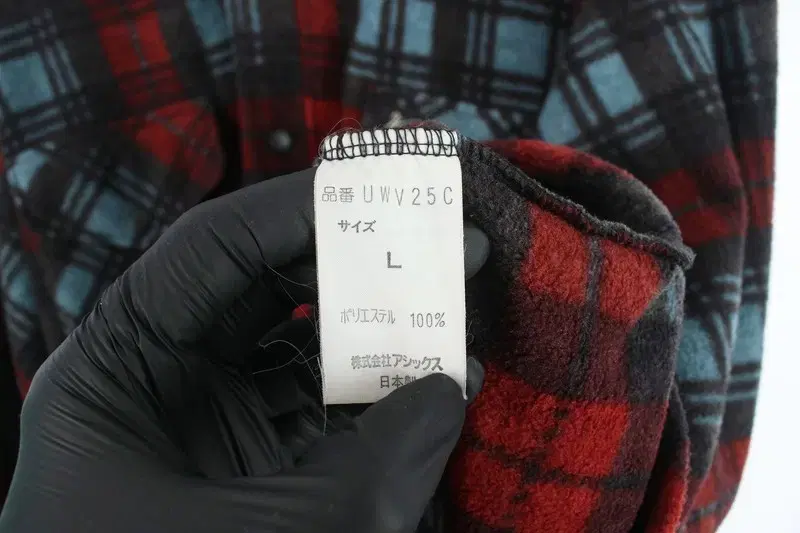 品番 UWV25C
サイズ
L
ポリエステル 100%
株式会社アシックス
日本製